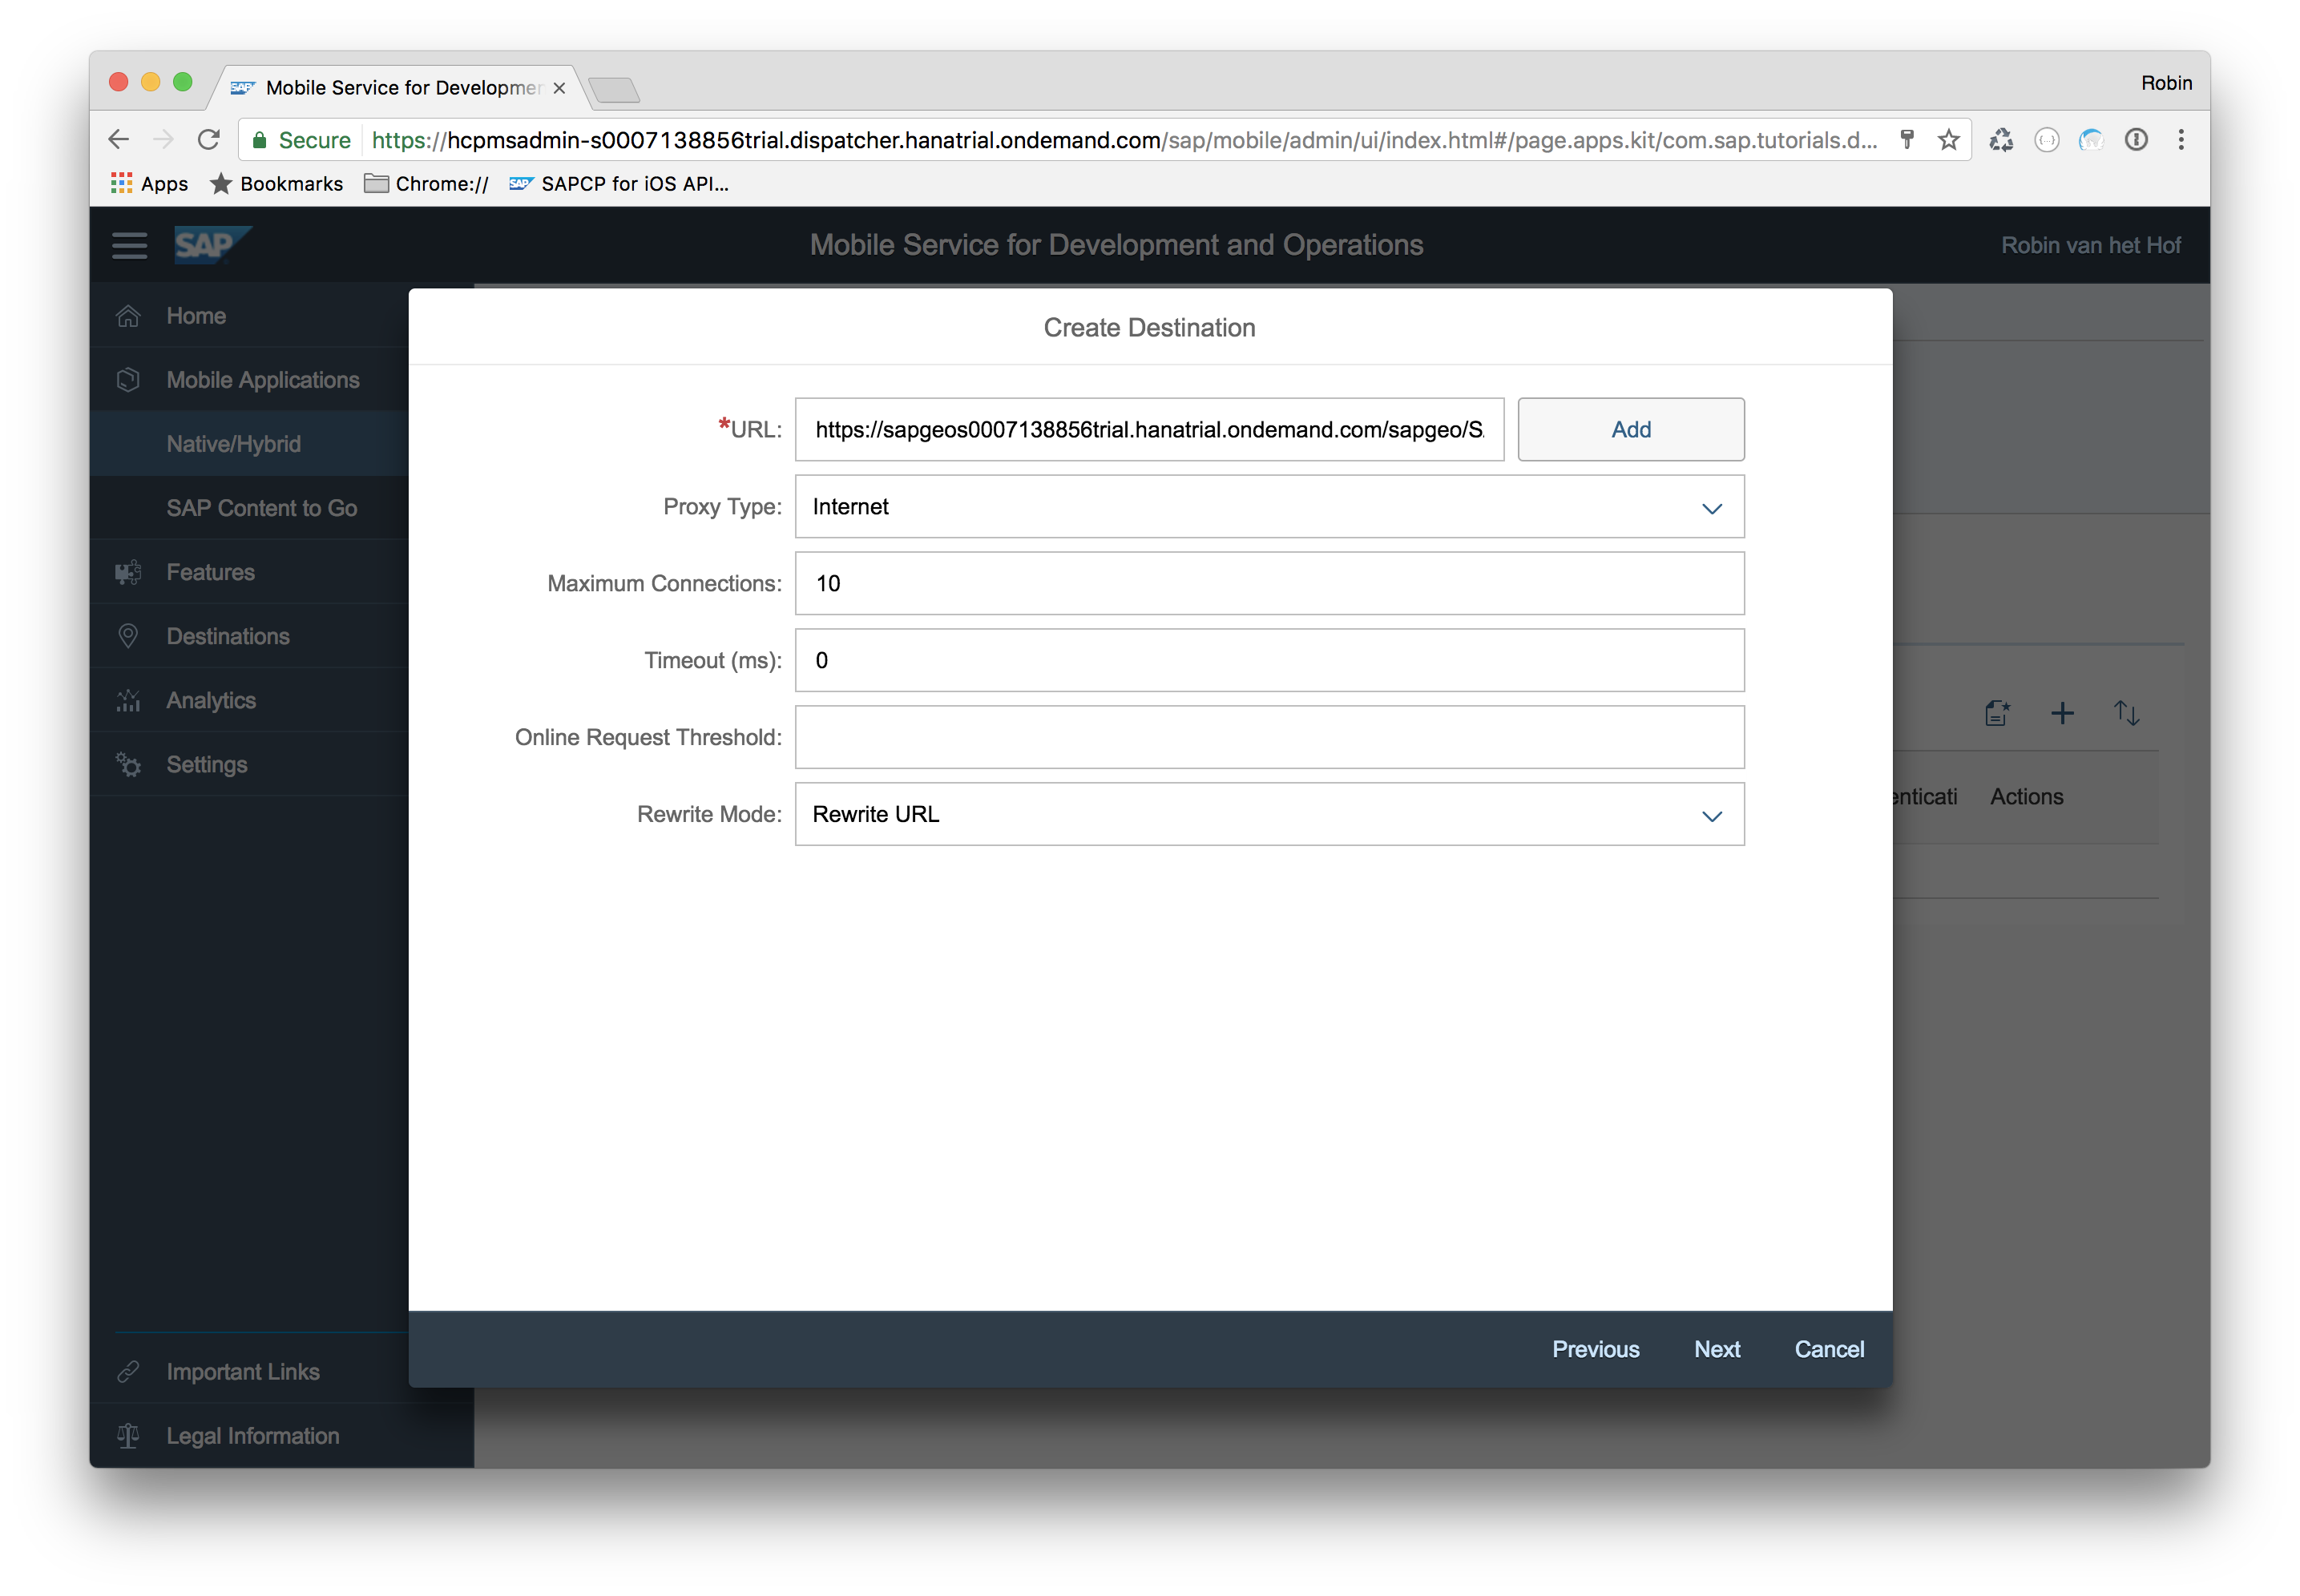 Mobile Service for Developmen
Robin
Secure https://hcpmsadmin-s0007138856trial.dispatcher.hanatrial.ondemand.com/sap/mobile/admin/ui/index.html#/page.apps.kit/com.sap.tutorials.d...
Apps Bookmarks Chrome:// SAP SAPCP for iOS API...
SAP Mobile Service for Development and Operations Robin van het Hof
Home
Mobile Applications
Native/Hybrid
SAP Content to Go
Features
Destinations
Analytics
Settings
Important Links
Legal Information
Create Destination
*URL: https://sapgeos0007138856trial.hanatrial.ondemand.com/sapgeo/S. Add
Proxy Type: Internet
Maximum Connections: 10
Timeout (ms): 0
Online Request Threshold:
Rewrite Mode: Rewrite URL
enticati Actions
Previous Next Cancel